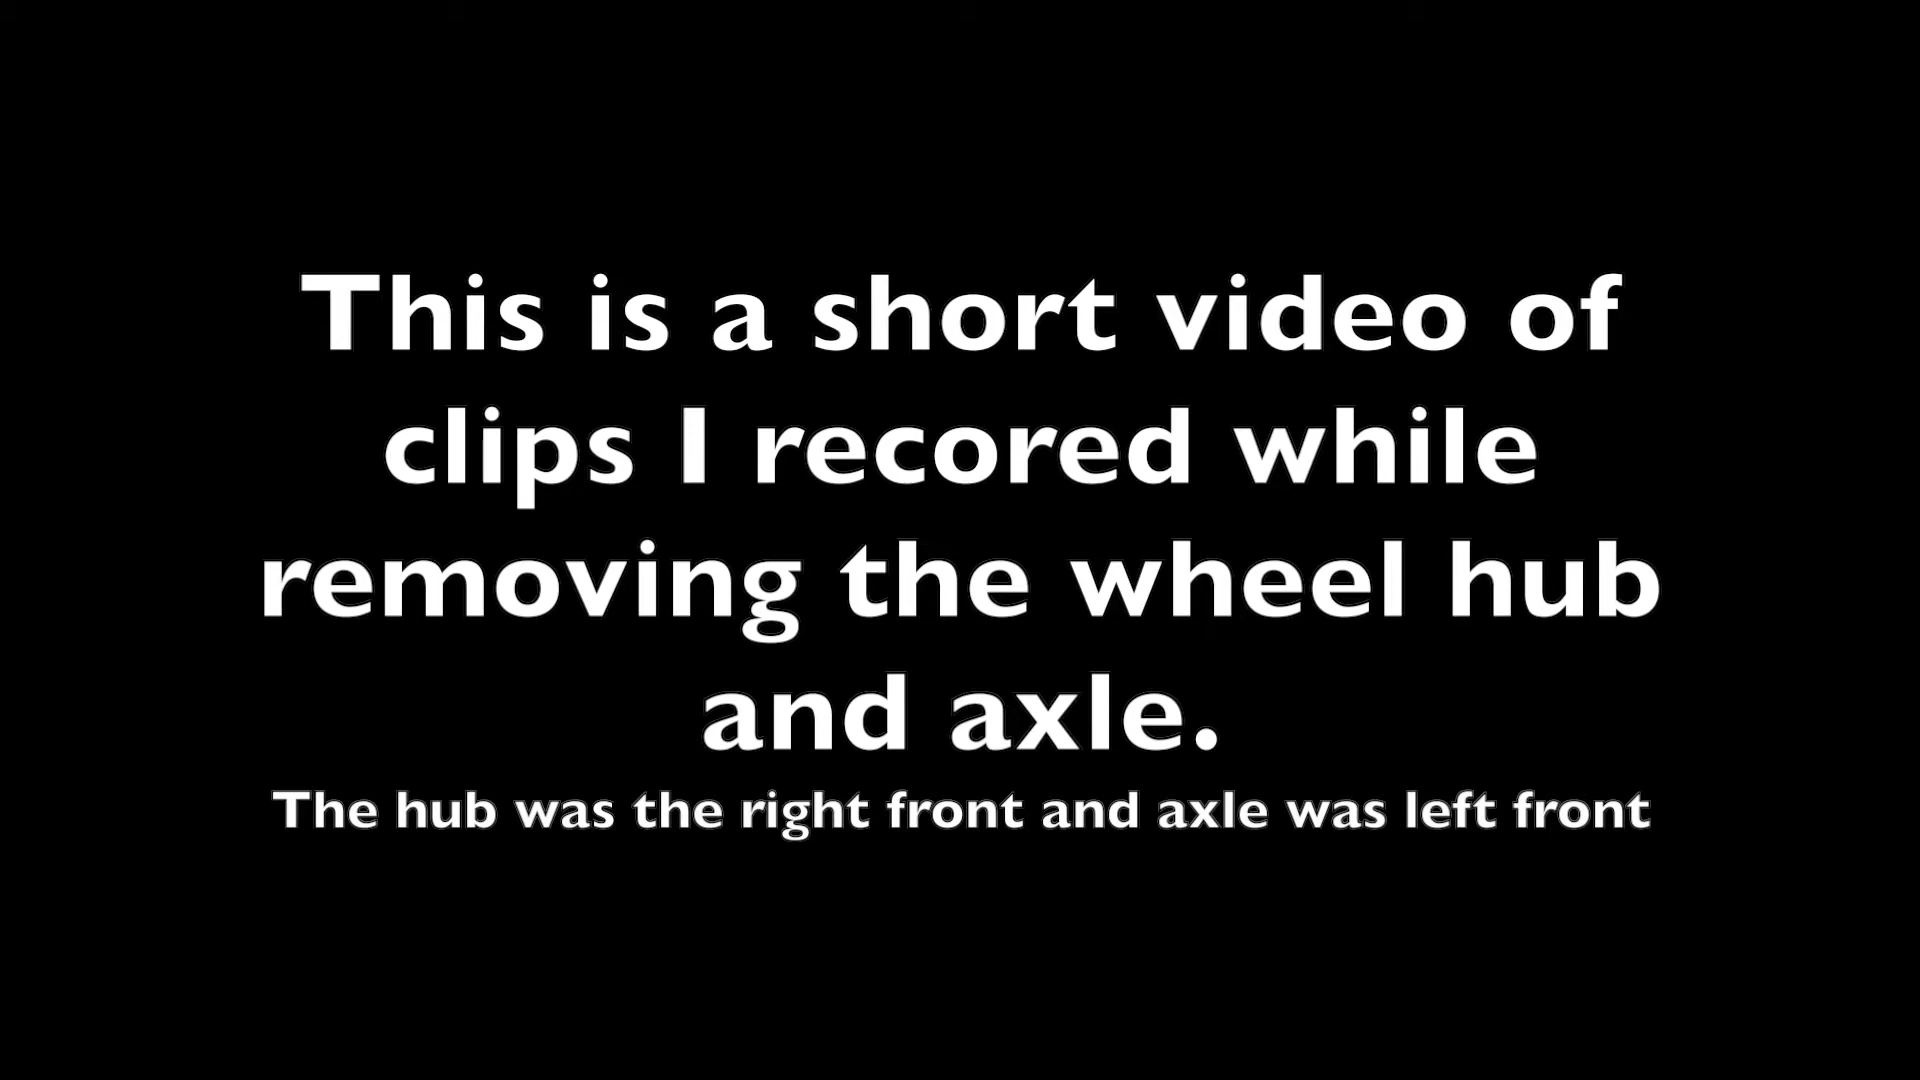 This is a short video of
clips I recored while
removing the wheel hub
and axle.
The hub was the right front and axle was left front